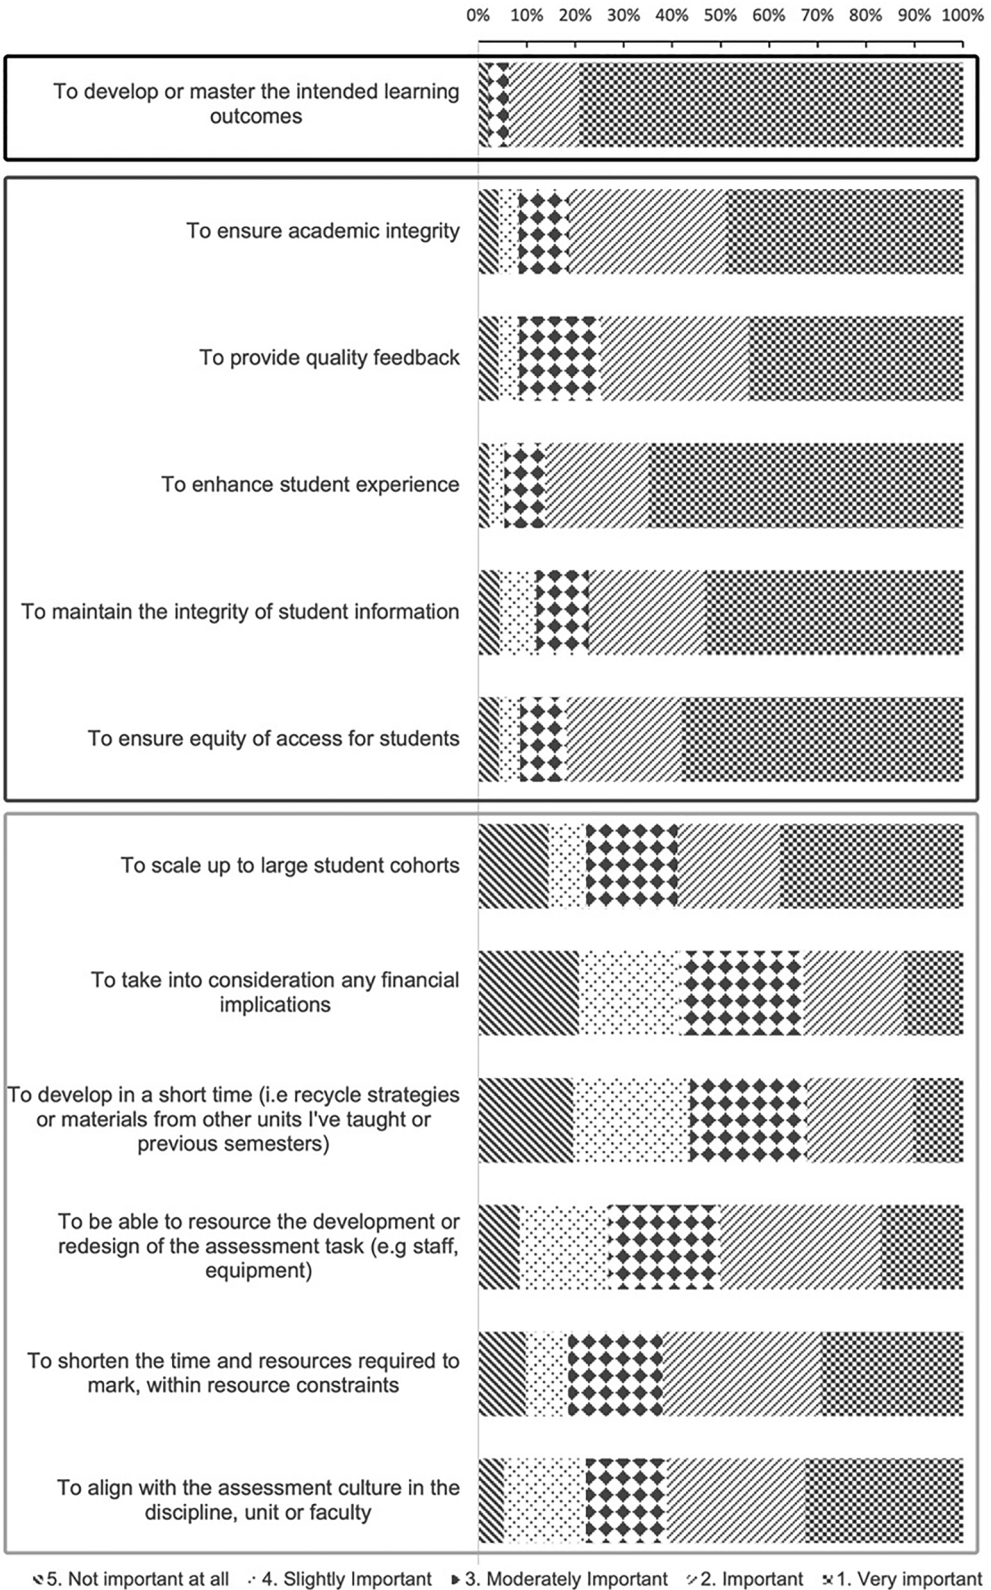 0% 10% 20% 30% 40% 50% 60% 70% 80% 90% 100%
To develop or master the intended learning
outcomes
To ensure academic integrity
To provide quality feedback
To enhance student experience
To maintain the integrity of student information
To ensure equity of access for students
To scale up to large student cohorts
To take into consideration any financial
implications
To develop in a short time (i.e recycle strategies
or materials from other units I've taught or
previous semesters)
To be able to resource the development or
redesign of the assessment task (e.g staff,
equipment)
To shorten the time and resources required to
mark, within resource constraints
To align with the assessment culture in the
discipline, unit or faculty
5. Not important at all 4. Slightly Important 3. Moderately Important 2. Important 1. Very important